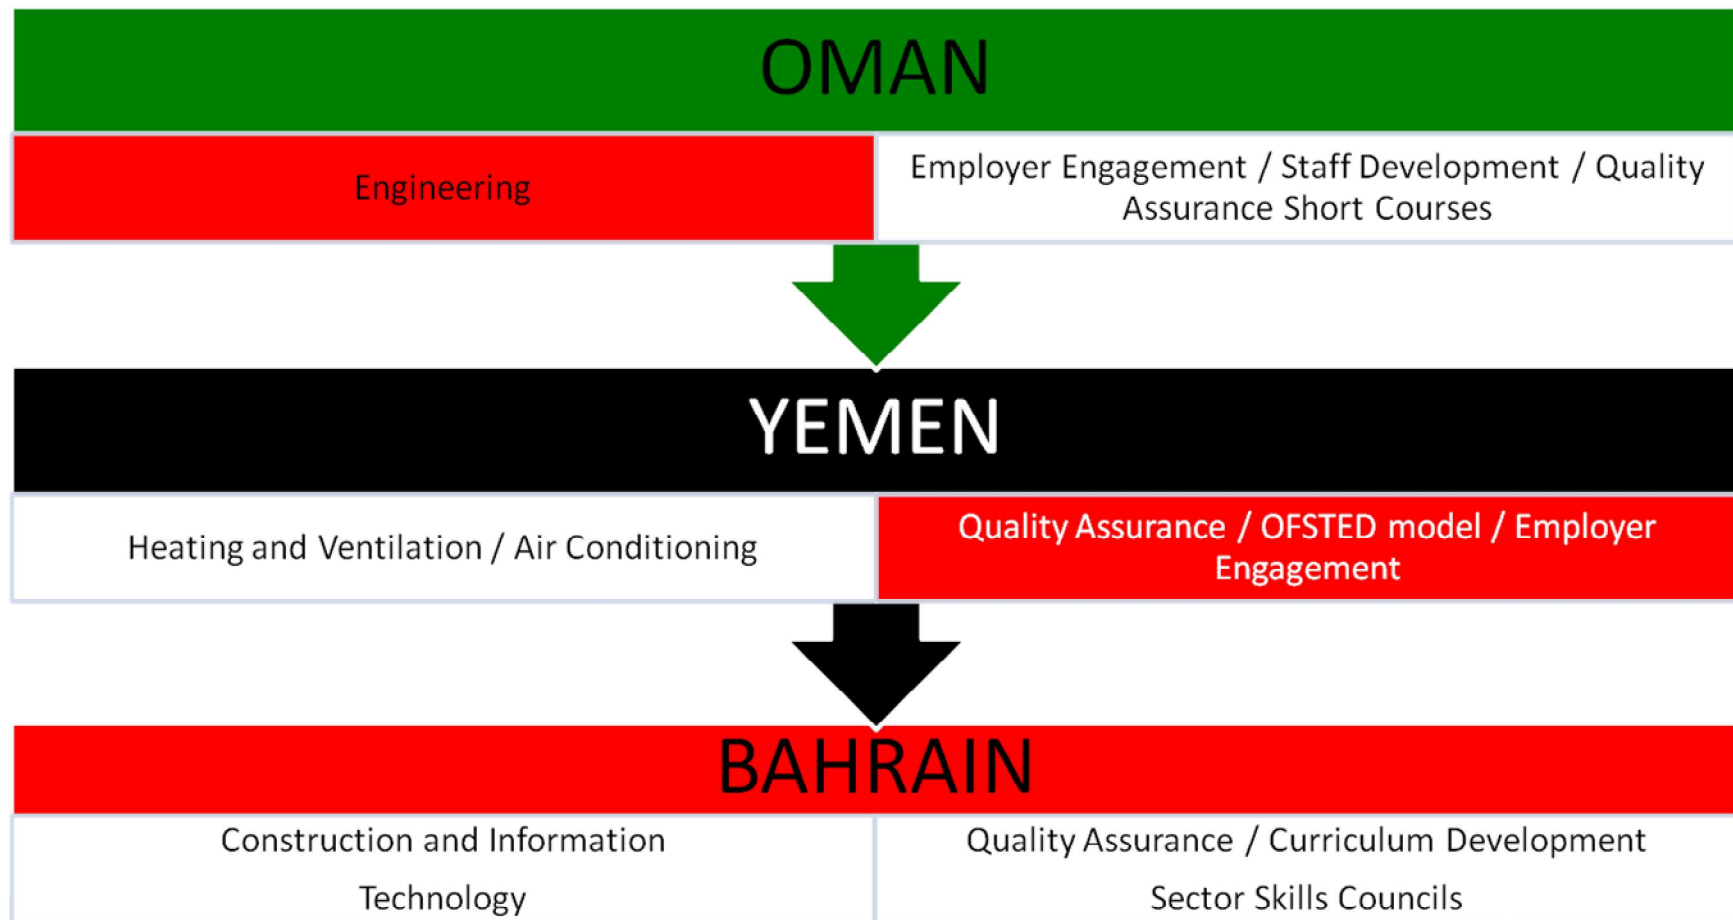 OMAN
Engineering
Employer Engagement / Staff Development / Quality
Assurance Short Courses
YEMEN
Heating and Ventilation / Air Conditioning
Quality Assurance / OFSTED model / Employer
Engagement
BAHRAIN
Construction and Information
Technology
Quality Assurance / Curriculum Development
Sector Skills Councils